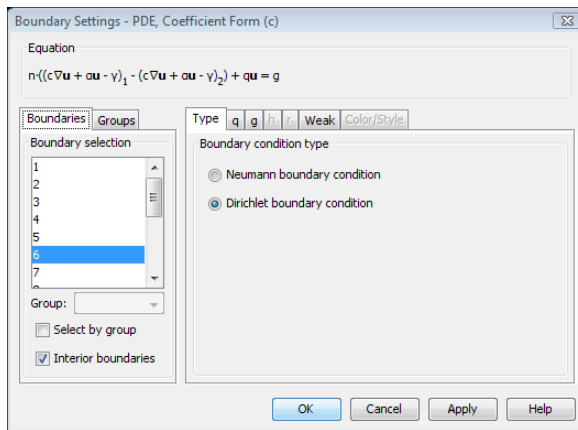 Boundary Settings - PDE, Coefficient Form (c)
Equation
n·((c∇u + αu - γ)₁ - (c∇u + αu - γ)₂) + qu = g
Boundaries Groups
Boundary selection
1
2
3
4
5
6
7
Group:
Select by group
Interior boundaries
Type q g h r Weak Color/Style
Boundary condition type
Neumann boundary condition
Dirichlet boundary condition
OK Cancel Apply Help